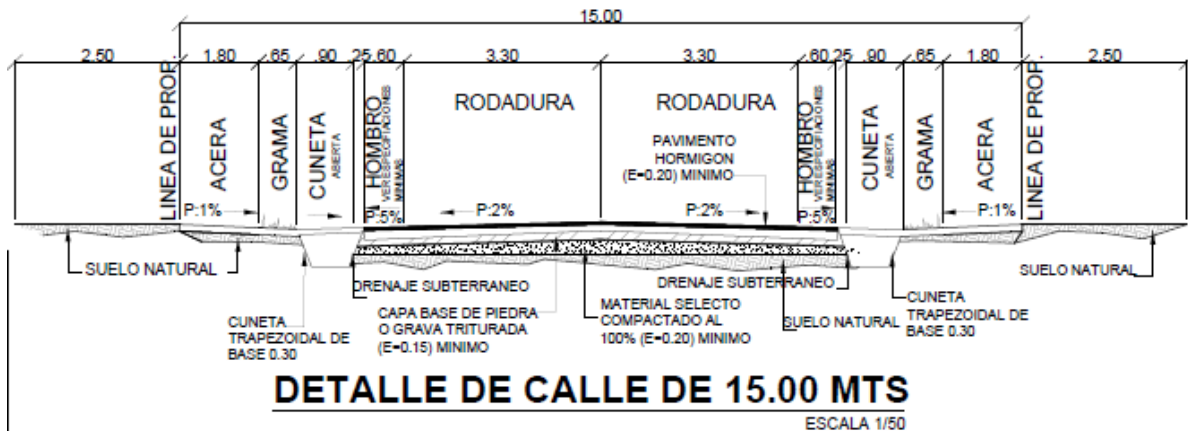 15.00
2.50 1.80 .65 .90 .25 .60 3.30 3.30 .60 .25 .90 .65 1.80 2.50
LINEA DE PROP.
ACERA
GRAMA
CUNETA
ABIERTA
HOMBRO
VER ESPECIFIACIONES
MINIMAS
RODADURA
RODADURA
PAVIMENTO
HORMIGON
(E=0.20) MINIMO
HOMBRO
VER ESPECIFIACIONES
MINIMAS
CUNETA
ABIERTA
GRAMA
ACERA
LINEA DE PROP.
P:1%
P:5%
P:2%
P:2%
P:5%
P:1%
SUELO NATURAL
CUNETA
TRAPEZOIDAL DE
BASE 0.30
DRENAJE SUBTERRANEO
CAPA BASE DE PIEDRA
O GRAVA TRITURADA
(E=0.15) MINIMO
MATERIAL SELECTO
COMPACTADO AL
100% (E=0.20) MINIMO
DRENAJE SUBTERRANEO
SUELO NATURAL
CUNETA
TRAPEZOIDAL DE
BASE 0.30
SUELO NATURAL
DETALLE DE CALLE DE 15.00 MTS
ESCALA 1/50